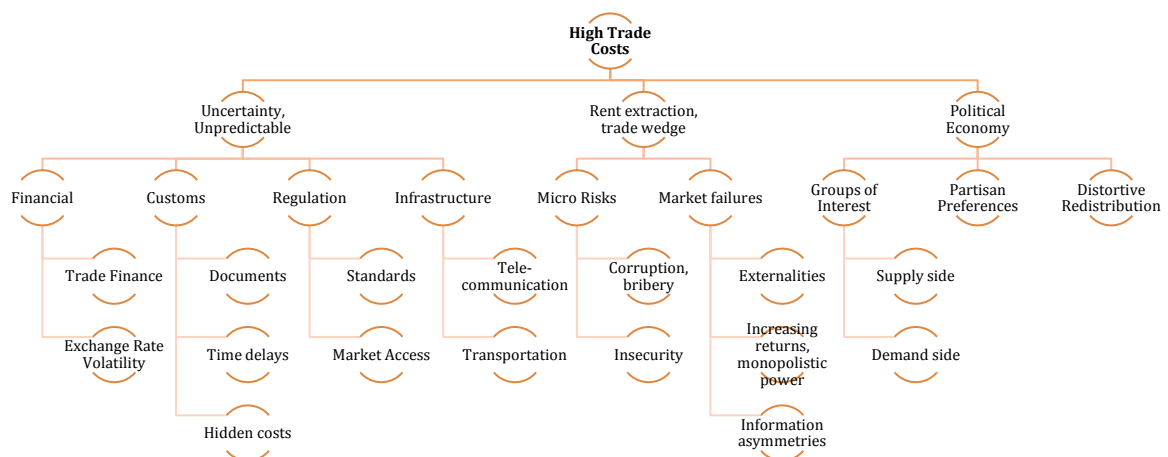 High Trade
Costs
Uncertainty,
Unpredictable
Rent extraction,
trade wedge
Political
Economy
Financial
Customs
Regulation
Infrastructure
Micro Risks
Market failures
Groups of
Interest
Partisan
Preferences
Distortive
Redistribution
Trade Finance
Documents
Standards
Tele-
communication
Corruption,
bribery
Externalities
Supply side
Exchange Rate
Volatility
Time delays
Market Access
Transportation
Insecurity
Increasing
returns,
monopolistic
power
Demand side
Hidden costs
Information
asymmetries